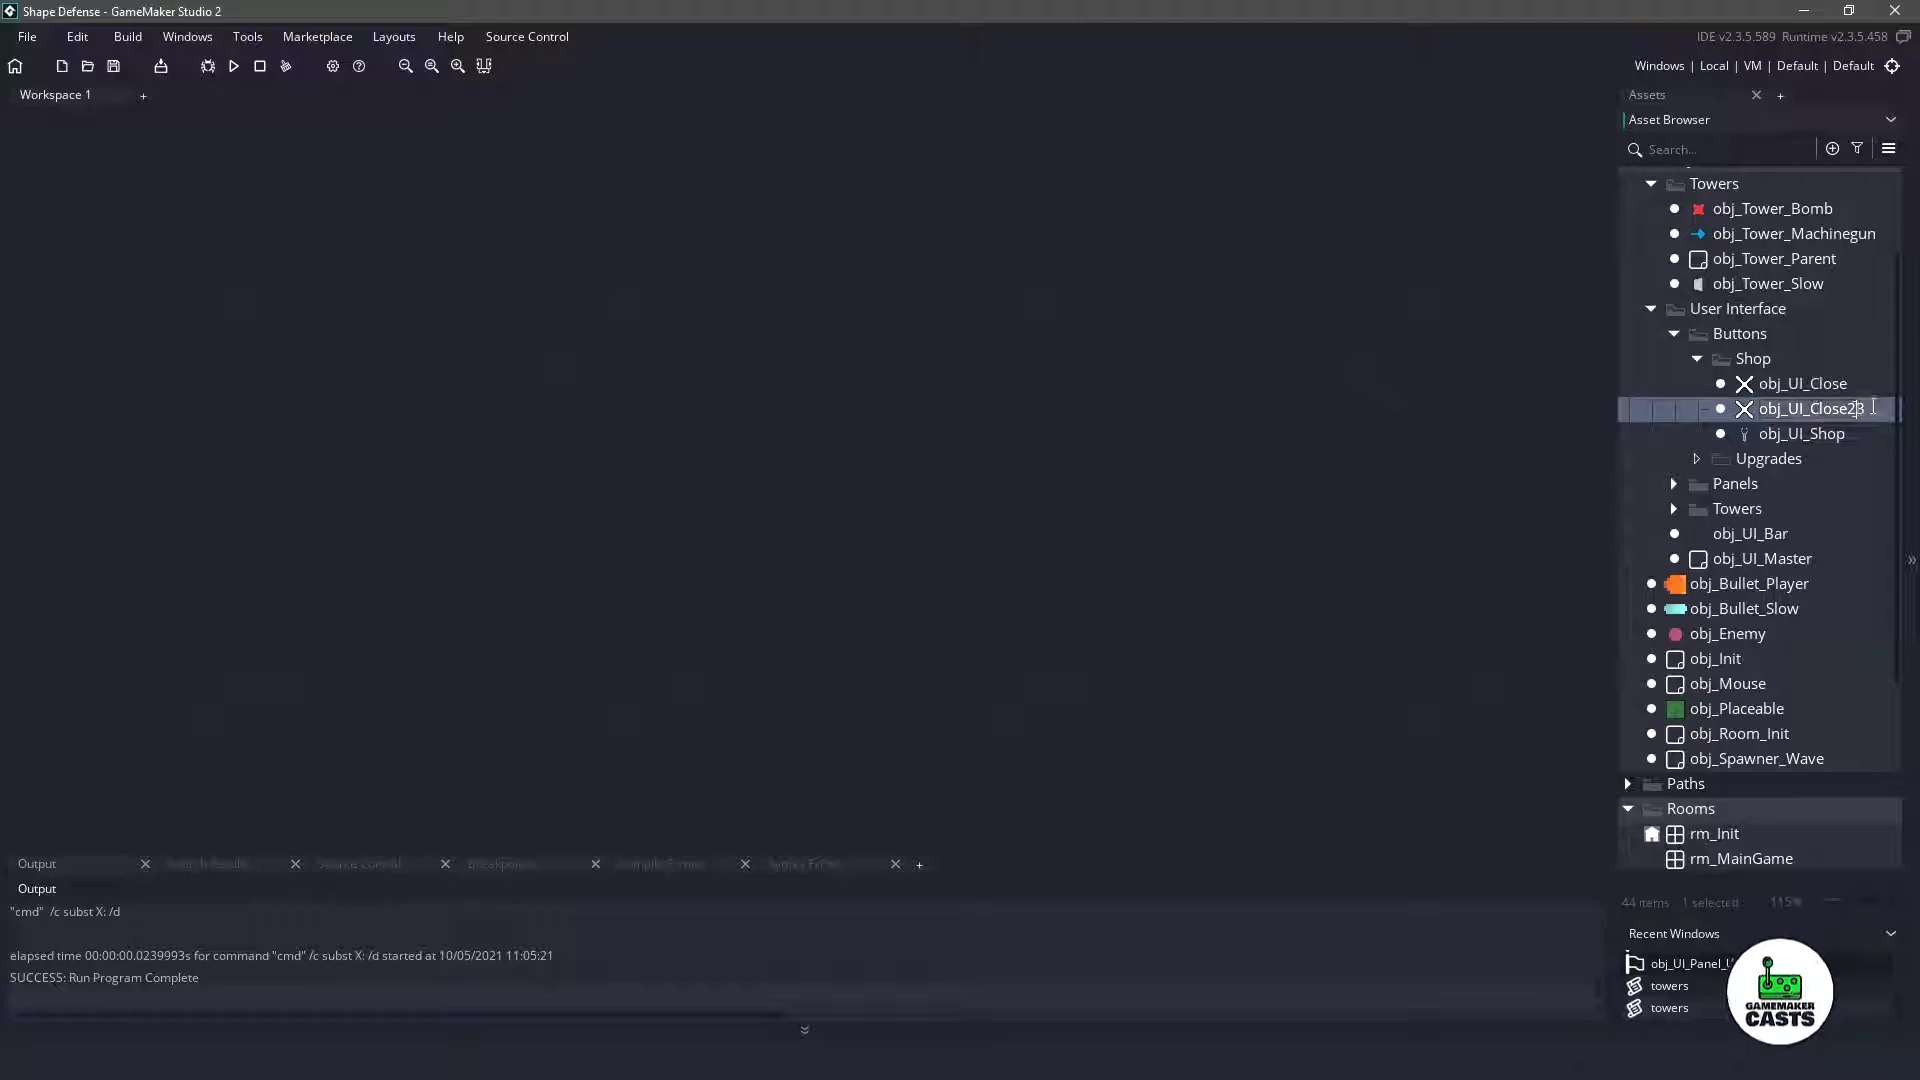 Shape Defense - GameMaker Studio 2
File Edit Build Windows Tools Marketplace Layouts Help Source Control
IDE v2.3.5.589 Runtime v2.3.5.458
Windows | Local | VM | Default | Default
Workspace 1 +
Assets
Asset Browser
Search...
Towers
obj_Tower_Bomb
obj_Tower_Machinegun
obj_Tower_Parent
obj_Tower_Slow
User Interface
Buttons
Shop
obj_UI_Close
obj_UI_Close23
obj_UI_Shop
Upgrades
Panels
Towers
obj_UI_Bar
obj_UI_Master
obj_Bullet_Player
obj_Bullet_Slow
obj_Enemy
obj_Init
obj_Mouse
obj_Placeable
obj_Room_Init
obj_Spawner_Wave
Paths
Rooms
rm_Init
rm_MainGame
44 items 1 selected 115%
Recent Windows
obj_UI_Panel_U
towers
towers
GAMEMAKER
CASTS
Output
Output
"cmd" /c subst X: /d
elapsed time 00:00:00.0239993s for command "cmd" /c subst X: /d started at 10/05/2021 11:05:21
SUCCESS: Run Program Complete